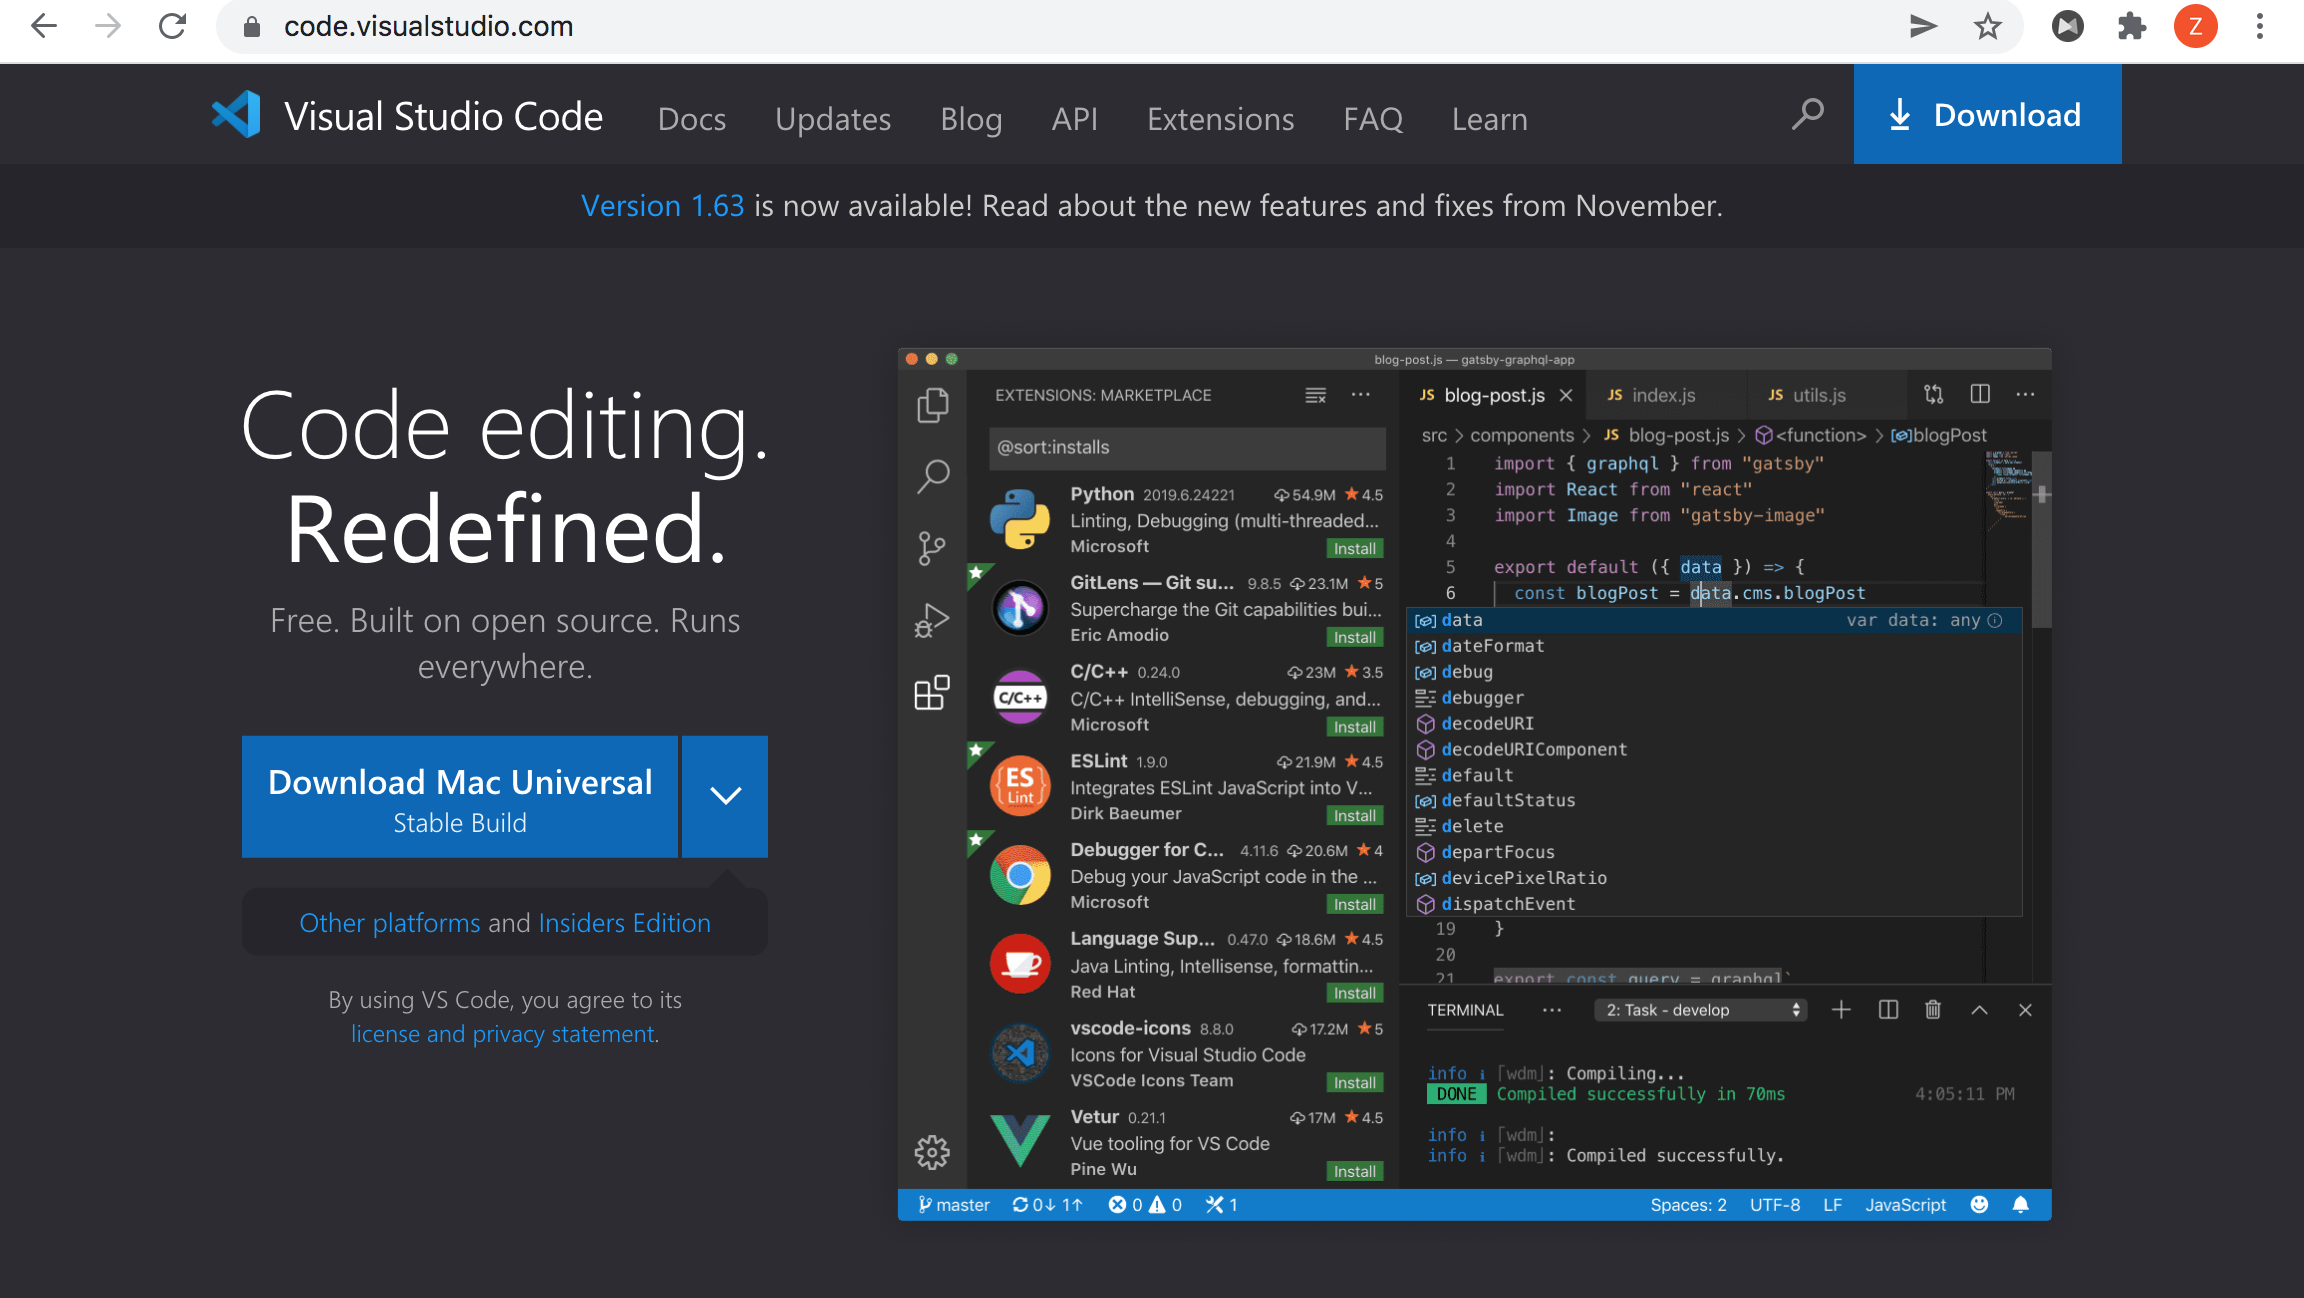 code.visualstudio.com
Z
Visual Studio Code
Docs
Updates
Blog
API
Extensions
FAQ
Learn
Download
Version 1.63 is now available! Read about the new features and fixes from November.
Code editing.
Redefined.
Free. Built on open source. Runs
everywhere.
Download Mac Universal
Stable Build
Other platforms and Insiders Edition
By using VS Code, you agree to its
license and privacy statement.
blog-post.js — gatsby-graphql-app
EXTENSIONS: MARKETPLACE
@sort:installs
Python 2019.6.24221 54.9M 4.5
Linting, Debugging (multi-threaded...
Microsoft Install
GitLens — Git su... 9.8.5 23.1M 5
Supercharge the Git capabilities bui...
Eric Amodio Install
C/C++
C/C++ 0.24.0 23M 3.5
C/C++ IntelliSense, debugging, and...
Microsoft Install
ES
Lint
ESLint 1.9.0 21.9M 4.5
Integrates ESLint JavaScript into V...
Dirk Baeumer Install
Debugger for C... 4.11.6 20.6M 4
Debug your JavaScript code in the ...
Microsoft Install
Language Sup... 0.47.0 18.6M 4.5
Java Linting, Intellisense, formattin...
Red Hat Install
vscode-icons 8.8.0 17.2M 5
Icons for Visual Studio Code
VSCode Icons Team Install
Vetur 0.21.1 17M 4.5
Vue tooling for VS Code
Pine Wu Install
JS blog-post.js
JS index.js
JS utils.js
src > components > JS blog-post.js > <function> > blogPost
1 import { graphql } from "gatsby"
2 import React from "react"
3 import Image from "gatsby-image"
4
5 export default ({ data }) => {
6 const blogPost = data.cms.blogPost
data var data: any
dateFormat
debug
debugger
decodeURI
decodeURIComponent
default
defaultStatus
delete
departFocus
devicePixelRatio
dispatchEvent
19 }
20
21 export const query = graphql`
TERMINAL
2: Task - develop
info i ｢wdm｣: Compiling...
DONE Compiled successfully in 70ms 4:05:11 PM
info i ｢wdm｣:
info i ｢wdm｣: Compiled successfully.
master 0↓ 1↑ 0 0 1
Spaces: 2 UTF-8 LF JavaScript